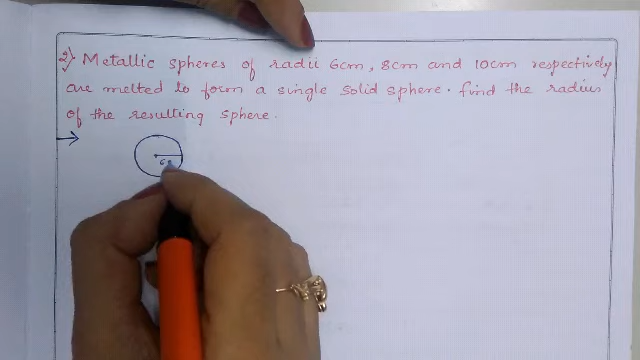 2) Metallic spheres of radii 6cm, 8cm and 10cm respectively
are melted to form a single solid sphere. find the radius
of the resulting sphere.